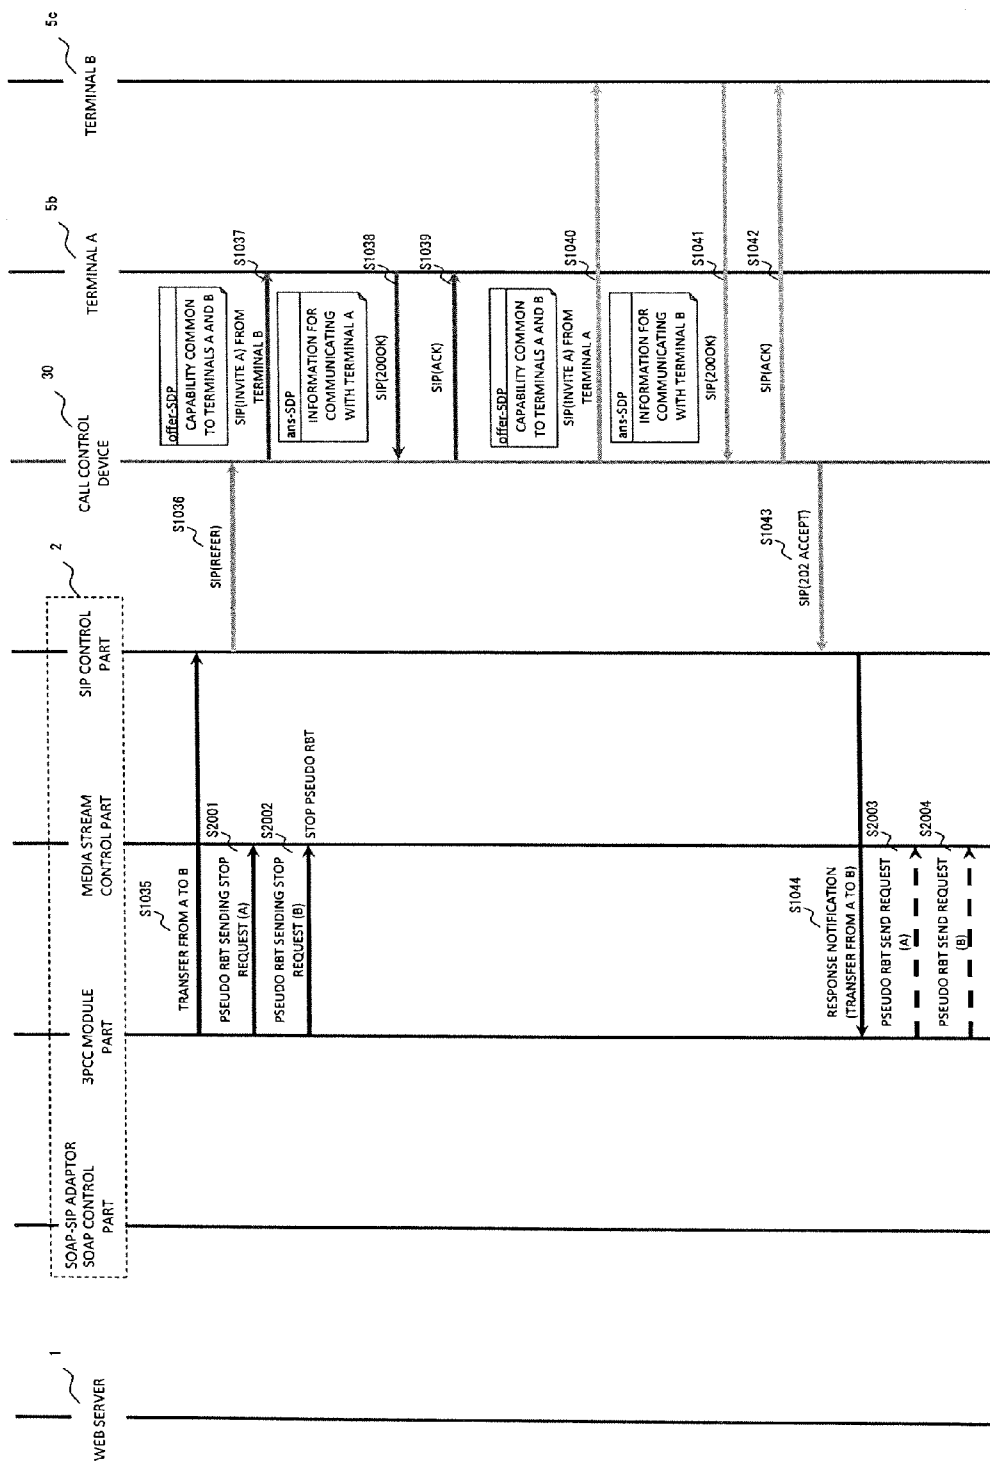 WEB SERVER
1
SOAP-SIP ADAPTOR
SOAP CONTROL
PART
3PCC MODULE
PART
MEDIA STREAM
CONTROL PART
SIP CONTROL
PART
2
CALL CONTROL
DEVICE
30
TERMINAL A
5b
TERMINAL B
5c
S1035
TRANSFER FROM A TO B
S2001
PSEUDO RBT SENDING STOP
REQUEST (A)
S2002
PSEUDO RBT SENDING STOP
REQUEST (B)
STOP PSEUDO RBT
S1036
SIP(REFER)
offer-SDP
CAPABILITY COMMON
TO TERMINALS A AND B
SIP(INVITE A) FROM
TERMINAL B
S1037
ans-SDP
INFORMATION FOR
COMMUNICATING
WITH TERMINAL A
SIP(200OK)
S1038
SIP(ACK)
S1039
offer-SDP
CAPABILITY COMMON
TO TERMINALS A AND B
SIP(INVITE A) FROM
TERMINAL A
S1040
ans-SDP
INFORMATION FOR
COMMUNICATING
WITH TERMINAL B
SIP(200OK)
S1041
SIP(ACK)
S1042
S1043
SIP(202 ACCEPT)
S1044
RESPONSE NOTIFICATION
(TRANSFER FROM A TO B)
S2003
PSEUDO RBT SEND REQUEST
(A)
S2004
PSEUDO RBT SEND REQUEST
(B)